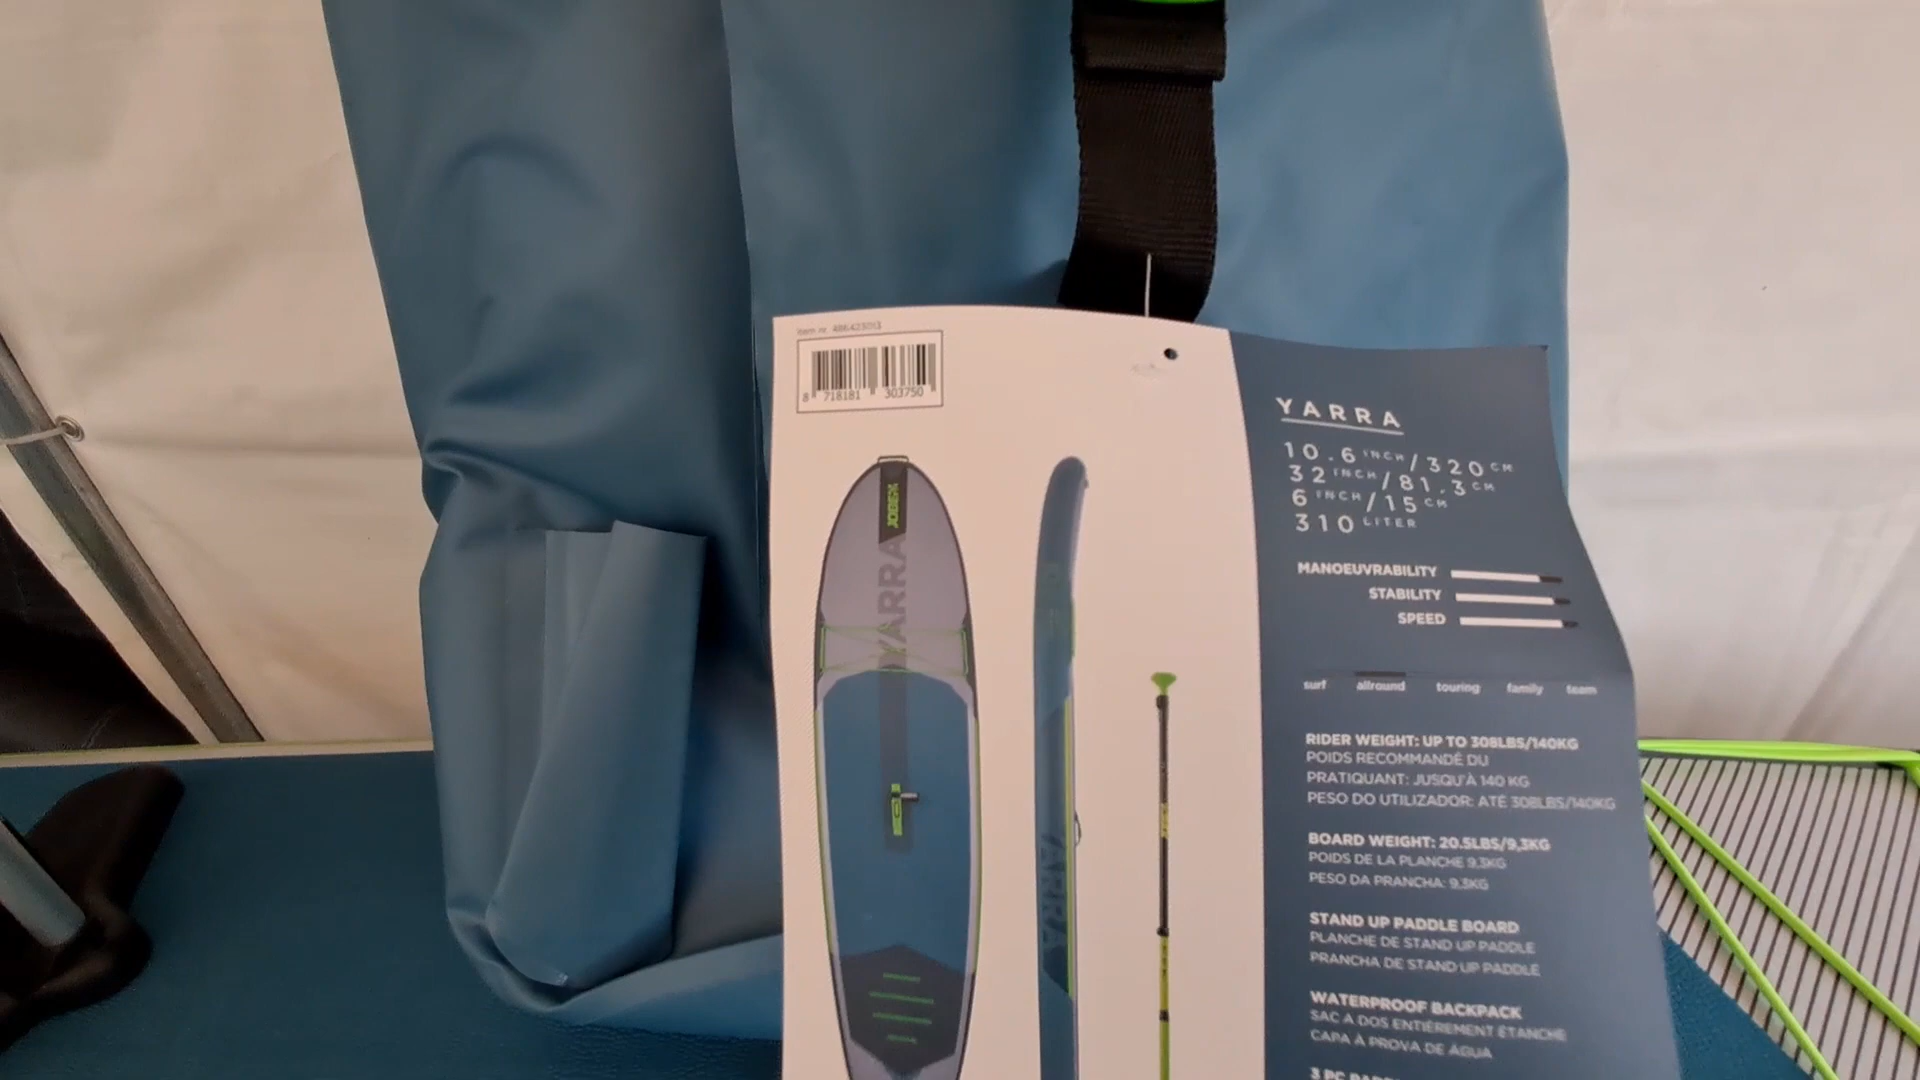 item nr. 486423013
8 718181 303750
JOBE
YARRA
YARRA
YARRA
10.6 INCH/320 CM
32 INCH/81.3 CM
6 INCH/15 CM
310 LITER
MANOEUVRABILITY
STABILITY
SPEED
surf allround touring family team
RIDER WEIGHT: UP TO 308LBS/140KG
POIDS RECOMMANDÉ DU
PRATIQUANT: JUSQU'À 140 KG
PESO DO UTILIZADOR: ATÉ 308LBS/140KG
BOARD WEIGHT: 20.5LBS/9,3KG
POIDS DE LA PLANCHE 9,3KG
PESO DA PRANCHA: 9,3KG
STAND UP PADDLE BOARD
PLANCHE DE STAND UP PADDLE
PRANCHA DE STAND UP PADDLE
WATERPROOF BACKPACK
SAC A DOS ENTIÈREMENT ÉTANCHE
CAPA À PROVA DE ÁGUA
3 PC